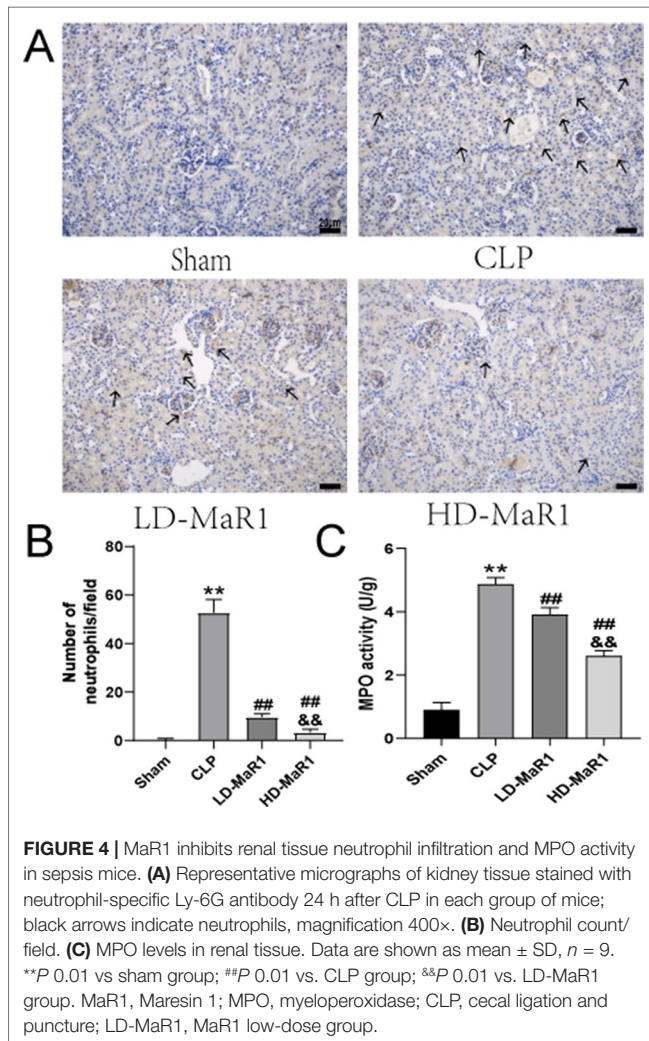 A
20μm
Sham
CLP
LD-MaR1
HD-MaR1
B
Number of
neutrophils/field
80
60
40
20
0
**
##
##
&&
Sham
CLP
LD-MaR1
HD-MaR1
C
MPO activity (U/g)
6
4
2
0
**
##
##
&&
Sham
CLP
LD-MaR1
HD-MaR1
FIGURE 4 | MaR1 inhibits renal tissue neutrophil infiltration and MPO activity
in sepsis mice. (A) Representative micrographs of kidney tissue stained with
neutrophil-specific Ly-6G antibody 24 h after CLP in each group of mice;
black arrows indicate neutrophils, magnification 400×. (B) Neutrophil count/
field. (C) MPO levels in renal tissue. Data are shown as mean ± SD, n = 9.
**P 0.01 vs sham group; ##P 0.01 vs. CLP group; &&P 0.01 vs. LD-MaR1
group. MaR1, Maresin 1; MPO, myeloperoxidase; CLP, cecal ligation and
puncture; LD-MaR1, MaR1 low-dose group.